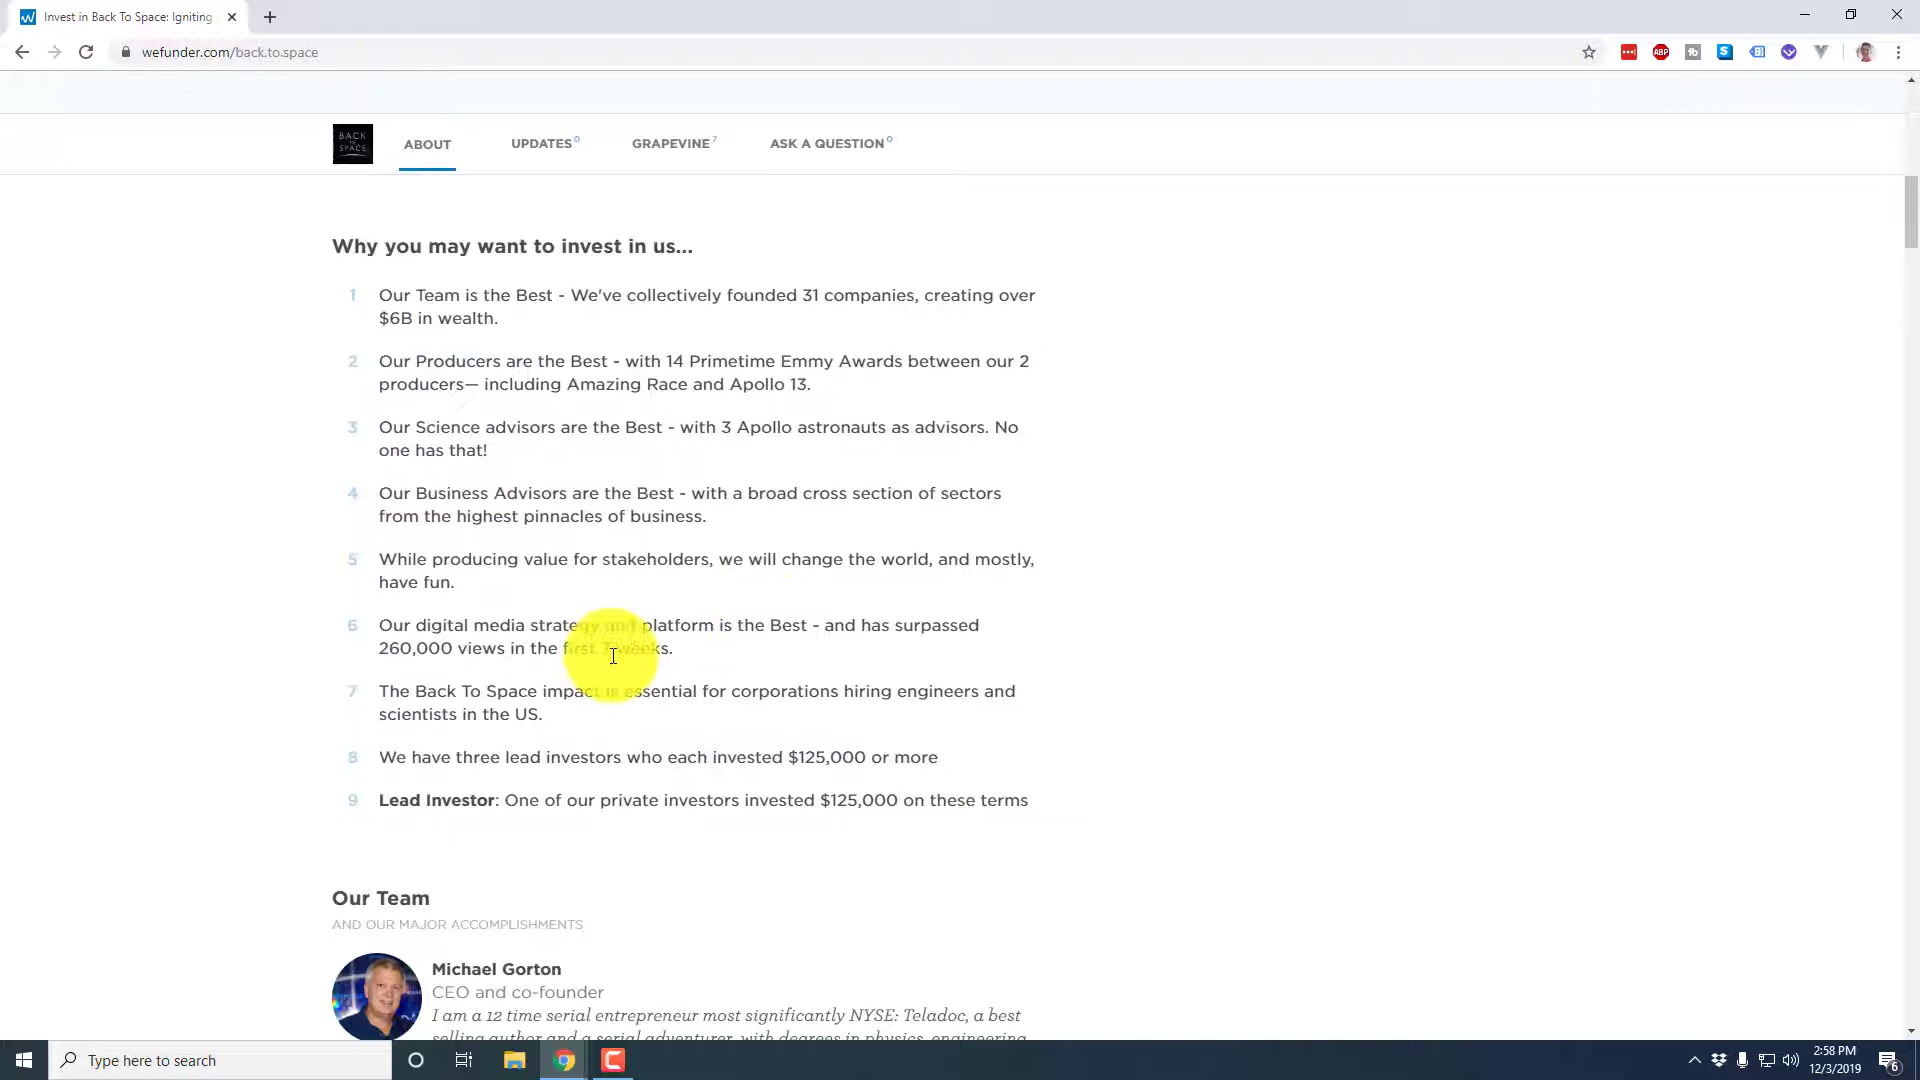 Invest in Back To Space: Igniting
wefunder.com/back.to.space
BACK TO SPACE
ABOUT
UPDATES 0
GRAPEVINE 7
ASK A QUESTION 0
Why you may want to invest in us...
1 Our Team is the Best - We've collectively founded 31 companies, creating over
$6B in wealth.
2 Our Producers are the Best - with 14 Primetime Emmy Awards between our 2
producers— including Amazing Race and Apollo 13.
3 Our Science advisors are the Best - with 3 Apollo astronauts as advisors. No
one has that!
4 Our Business Advisors are the Best - with a broad cross section of sectors
from the highest pinnacles of business.
5 While producing value for stakeholders, we will change the world, and mostly,
have fun.
6 Our digital media strategy and platform is the Best - and has surpassed
260,000 views in the first 7 weeks.
7 The Back To Space impact is essential for corporations hiring engineers and
scientists in the US.
8 We have three lead investors who each invested $125,000 or more
9 Lead Investor: One of our private investors invested $125,000 on these terms
Our Team
AND OUR MAJOR ACCOMPLISHMENTS
Michael Gorton
CEO and co-founder
I am a 12 time serial entrepreneur most significantly NYSE: Teladoc, a best
selling author and a serial adventurer, with degrees in physics, engineering
Type here to search
2:58 PM
12/3/2019
6